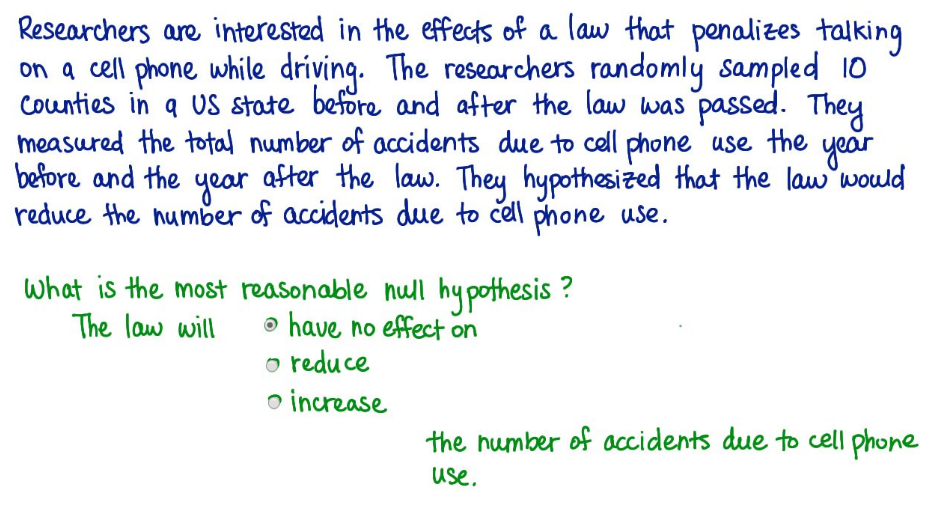 Researchers are interested in the effects of a law that penalizes talking
on a cell phone while driving. The researchers randomly sampled 10
Counties in a US state before and after the law was passed. They
measured the total number of accidents due to cell phone use the year
before and the year after the law. They hypothesized that the law would
reduce the number of accidents due to cell phone use.
What is the most reasonable null hypothesis?
The law will have no effect on
reduce
increase
the number of accidents due to cell phone
use.